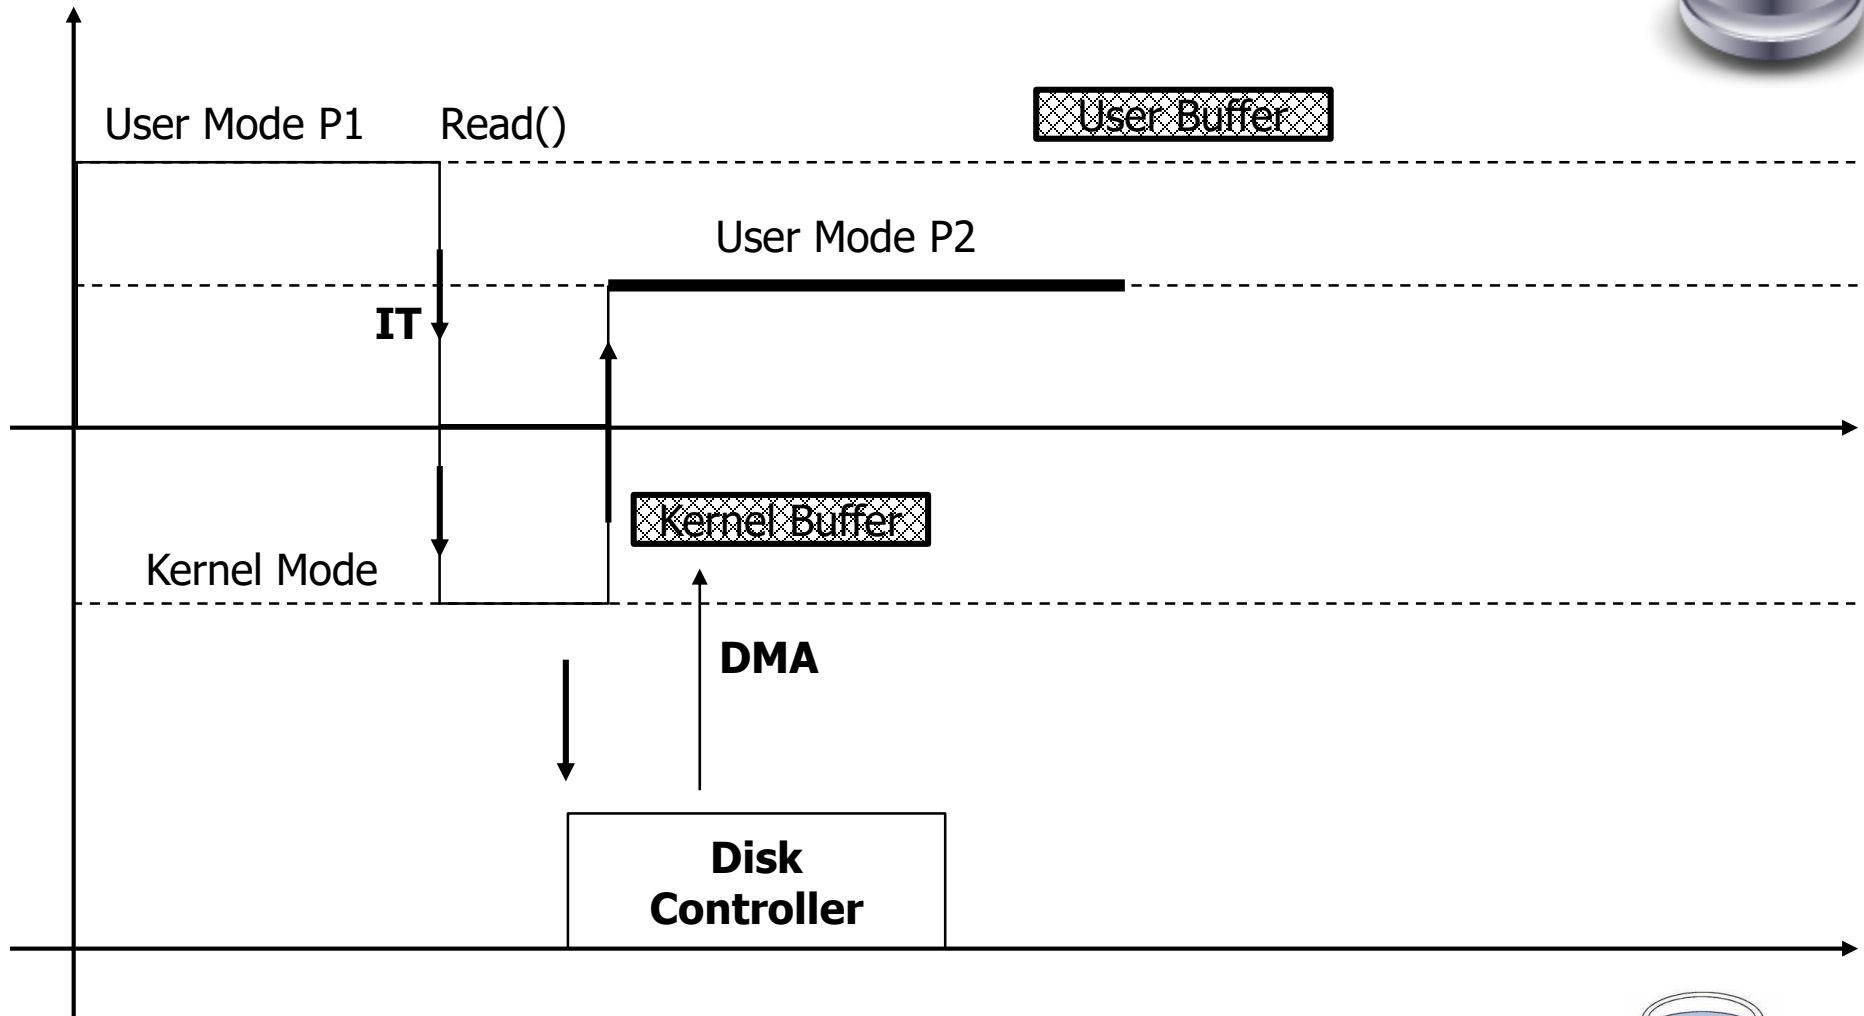 User Mode P1
Read()
User Buffer
User Mode P2
IT
Kernel Buffer
Kernel Mode
DMA
Disk
Controller